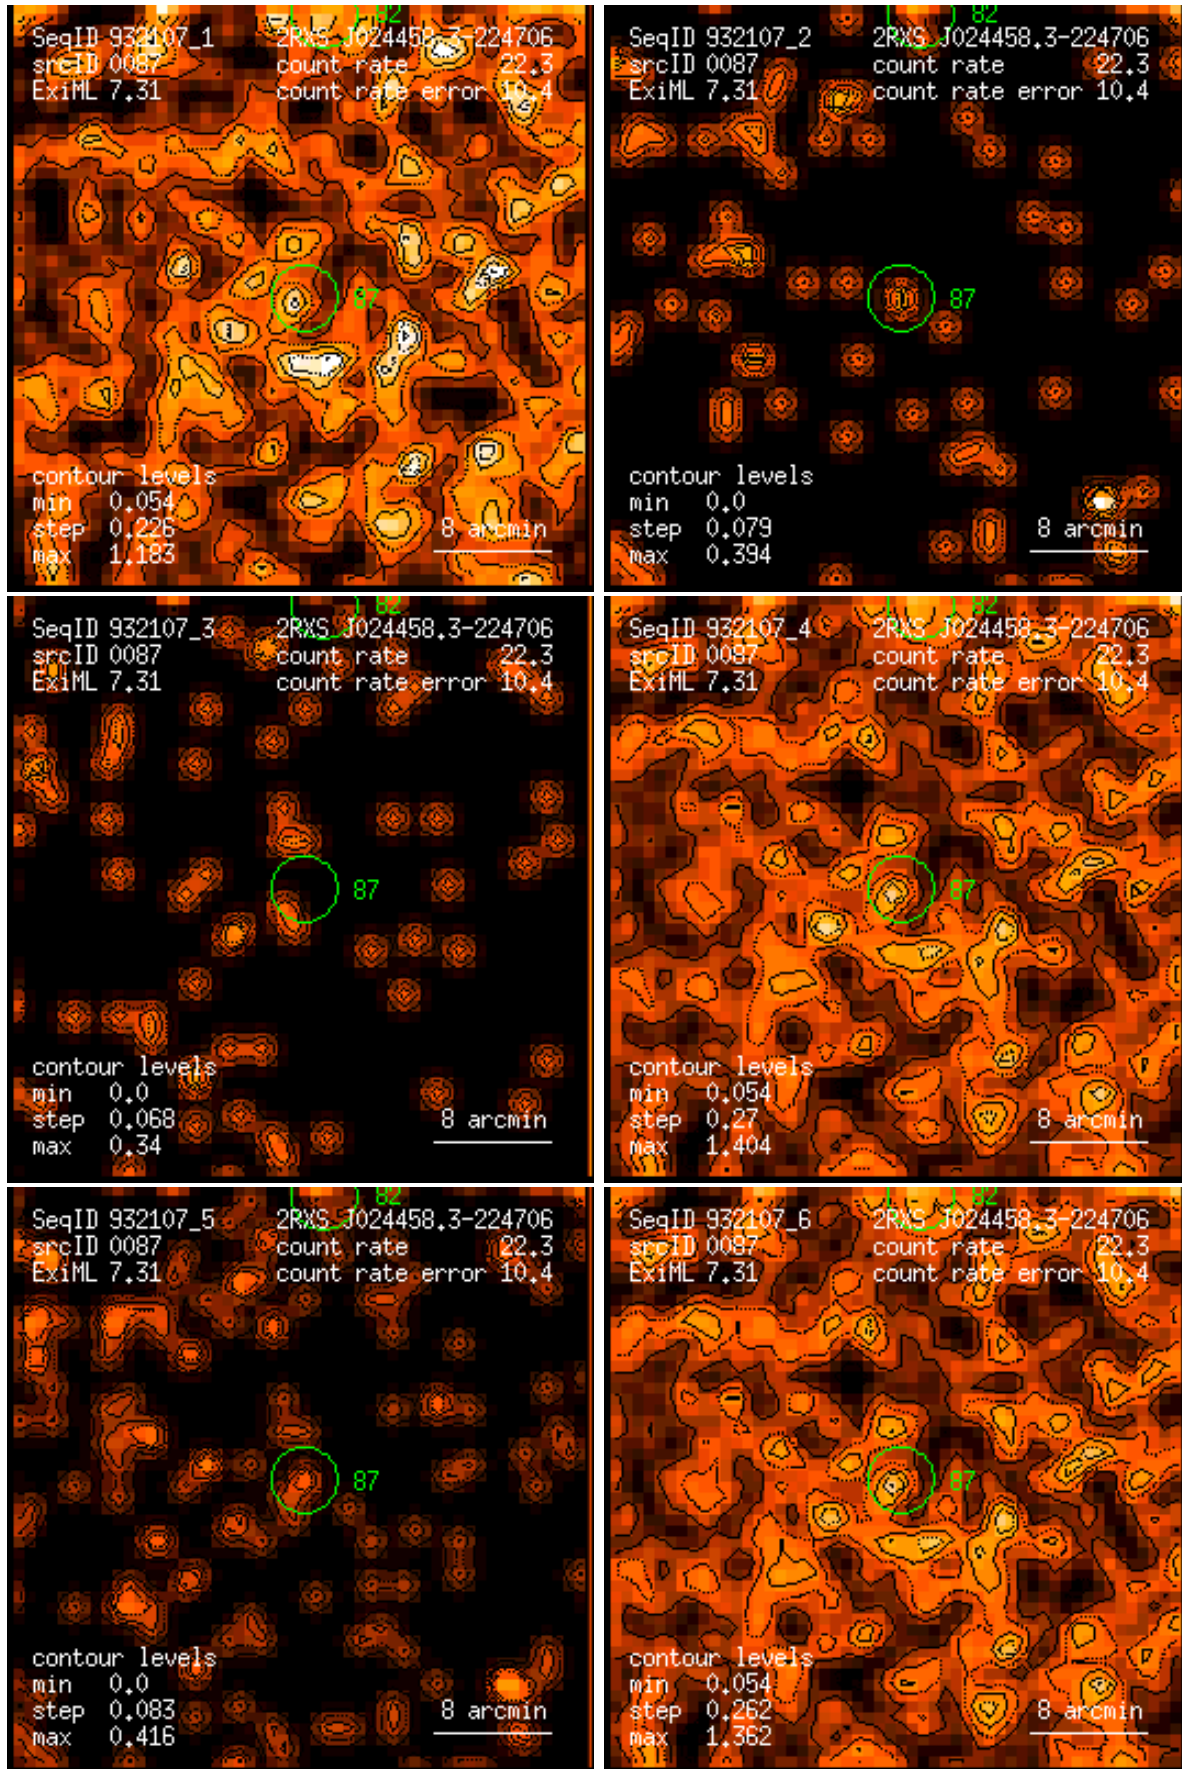 82
SeqID 932107_1 2RXS J024458.3-224706
srcID 0087 count rate 22.3
ExiML 7.31 count rate error 10.4
87
contour levels
min 0.054
step 0.226
max 1.183
8 arcmin
82
SeqID 932107_2 2RXS J024458.3-224706
srcID 0087 count rate 22.3
ExiML 7.31 count rate error 10.4
87
contour levels
min 0.0
step 0.079
max 0.394
8 arcmin
82
SeqID 932107_3 2RXS J024458.3-224706
srcID 0087 count rate 22.3
ExiML 7.31 count rate error 10.4
87
contour levels
min 0.0
step 0.068
max 0.34
8 arcmin
82
SeqID 932107_4 2RXS J024458.3-224706
srcID 0087 count rate 22.3
ExiML 7.31 count rate error 10.4
87
contour levels
min 0.054
step 0.27
max 1.404
8 arcmin
82
SeqID 932107_5 2RXS J024458.3-224706
srcID 0087 count rate 22.3
ExiML 7.31 count rate error 10.4
87
contour levels
min 0.0
step 0.083
max 0.416
8 arcmin
82
SeqID 932107_6 2RXS J024458.3-224706
srcID 0087 count rate 22.3
ExiML 7.31 count rate error 10.4
87
contour levels
min 0.054
step 0.262
max 1.362
8 arcmin